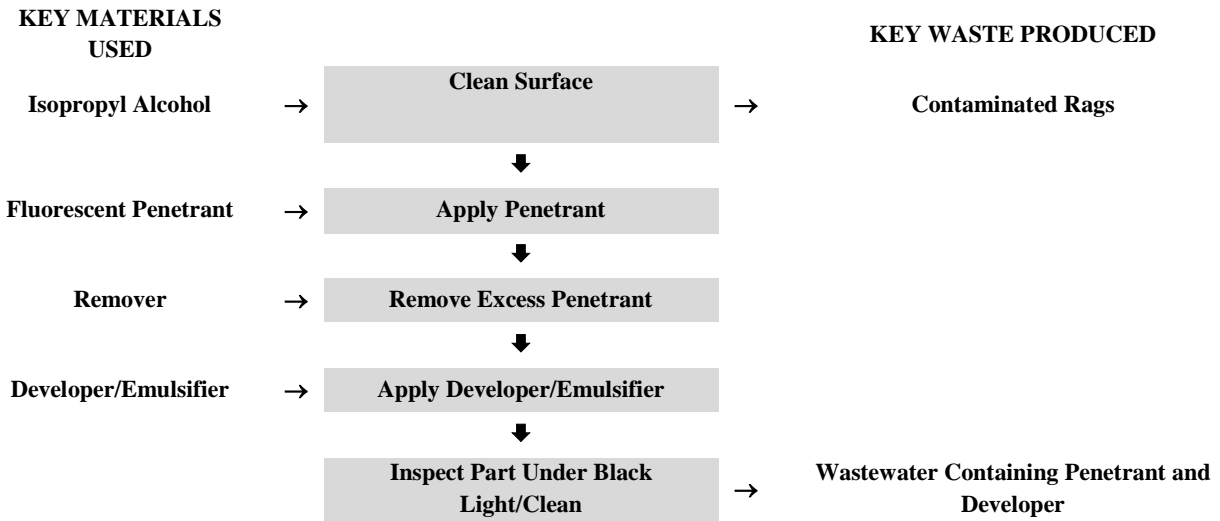 KEY MATERIALS
USED
KEY WASTE PRODUCED
Isopropyl Alcohol → Clean Surface → Contaminated Rags
Fluorescent Penetrant → Apply Penetrant
Remover → Remove Excess Penetrant
Developer/Emulsifier → Apply Developer/Emulsifier
Inspect Part Under Black
Light/Clean
→ Wastewater Containing Penetrant and
Developer